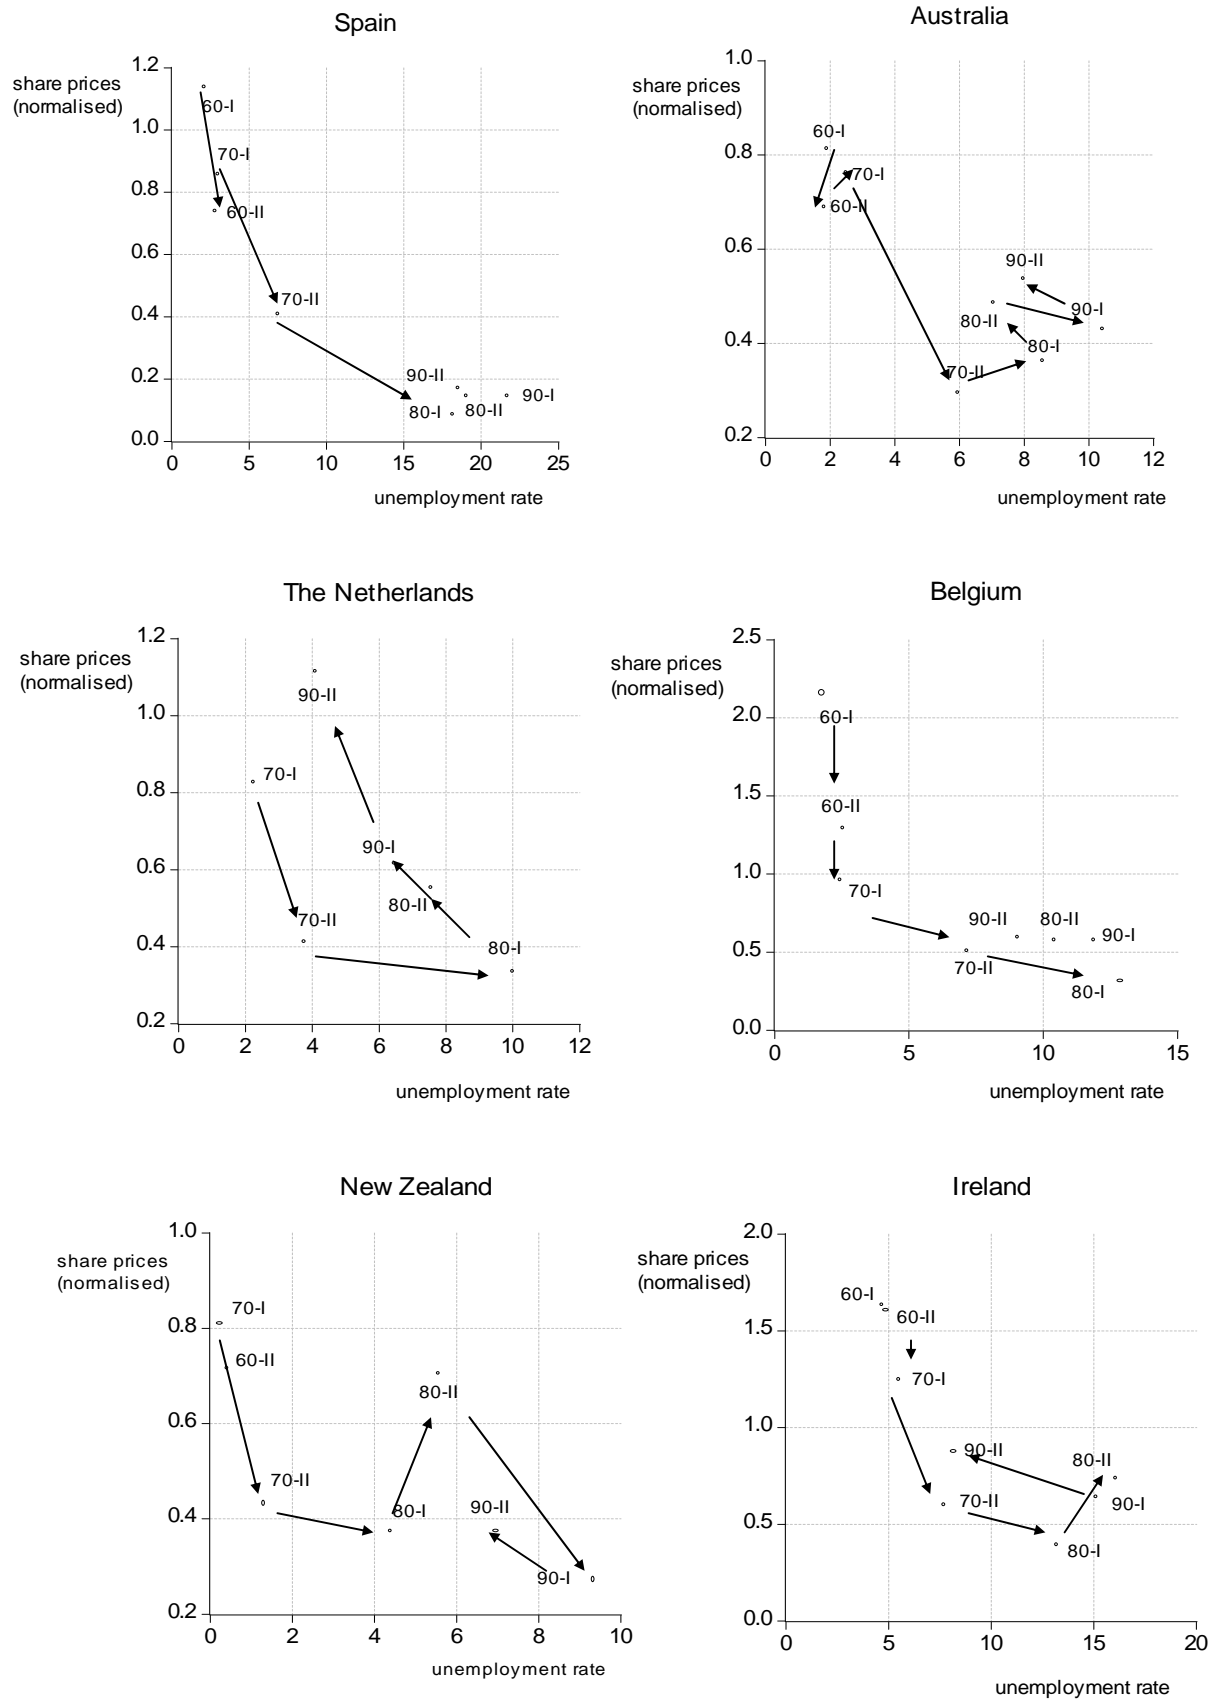 Spain
share prices
(normalised)
1.2
1.0
0.8
0.6
0.4
0.2
0.0
60-I
70-I
60-II
70-II
90-II
80-I
80-II
90-I
0 5 10 15 20 25
unemployment rate
Australia
share prices
(normalised)
1.0
0.8
0.6
0.4
0.2
60-I
70-I
60-II
90-II
90-I
80-II
80-I
70-II
0 2 4 6 8 10 12
unemployment rate
The Netherlands
share prices
(normalised)
1.2
1.0
0.8
0.6
0.4
0.2
90-II
70-I
90-I
80-II
70-II
80-I
0 2 4 6 8 10 12
unemployment rate
Belgium
share prices
(normalised)
2.5
2.0
1.5
1.0
0.5
0.0
60-I
60-II
70-I
90-II
80-II
90-I
70-II
80-I
0 5 10 15
unemployment rate
New Zealand
share prices
(normalised)
1.0
0.8
0.6
0.4
0.2
70-I
60-II
80-II
70-II
80-I
90-II
90-I
0 2 4 6 8 10
unemployment rate
Ireland
share prices
(normalised)
2.0
1.5
1.0
0.5
0.0
60-I
60-II
70-I
90-II
80-II
70-II
90-I
80-I
0 5 10 15 20
unemployment rate